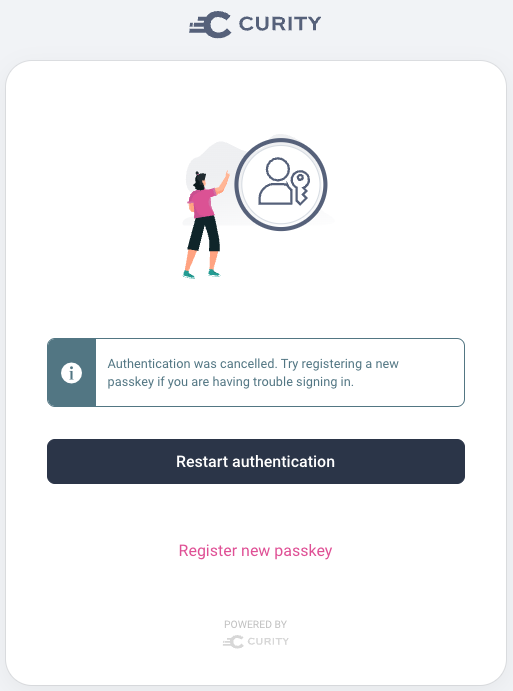 CURITY
Authentication was cancelled. Try registering a new
passkey if you are having trouble signing in.
Restart authentication
Register new passkey
POWERED BY
CURITY